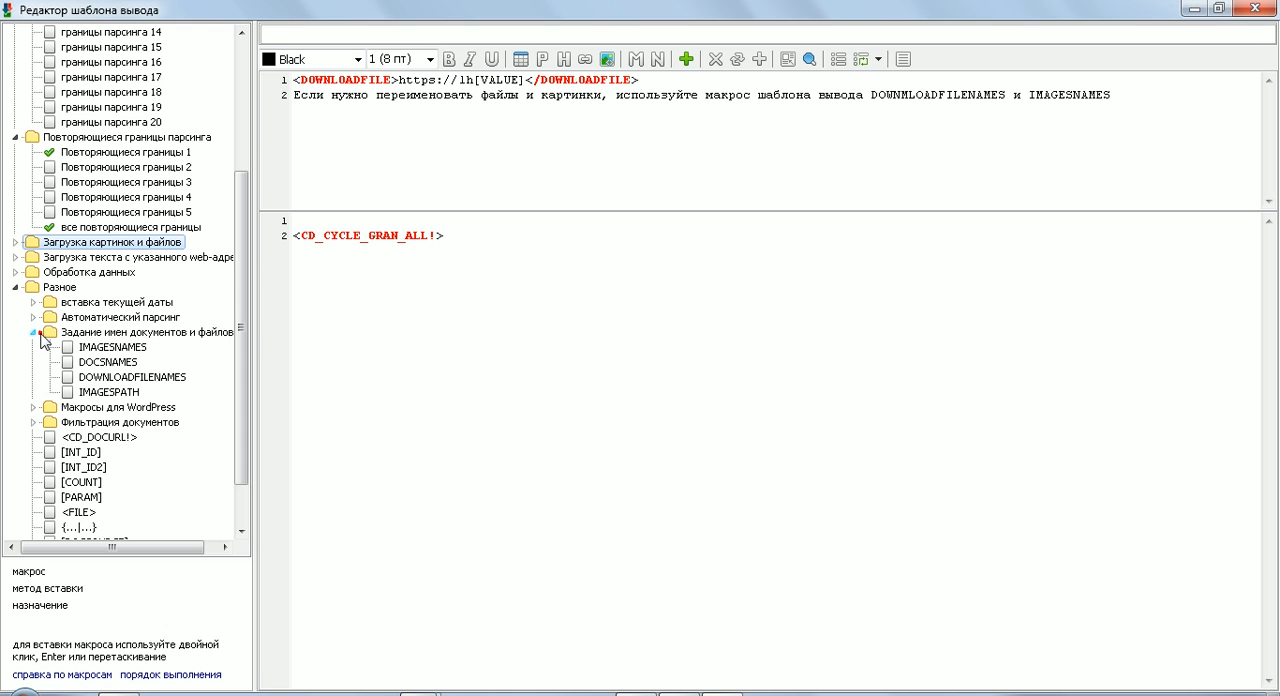 Редактор шаблона вывода
границы парсинга 14
границы парсинга 15
границы парсинга 16
границы парсинга 17
границы парсинга 18
границы парсинга 19
границы парсинга 20
Повторяющиеся границы парсинга
Повторяющиеся границы 1
Повторяющиеся границы 2
Повторяющиеся границы 3
Повторяющиеся границы 4
Повторяющиеся границы 5
все повторяющиеся границы
Загрузка картинок и файлов
Загрузка текста с указанного web-адре
Обработка данных
Разное
вставка текущей даты
Автоматический парсинг
Задание имен документов и файлов
IMAGESNAMES
DOCSNAMES
DOWNLOADFILENAMES
IMAGESPATH
Макросы для WordPress
Фильтрация документов
<CD_DOCURL!>
[INT_ID]
[INT_ID2]
[COUNT]
[PARAM]
<FILE>
{...|...}
макрос
метод вставки
назначение
для вставки макроса используйте двойной
клик, Enter или перетаскивание
справка по макросам порядок выполнения
Black 1 (8 пт) B I U P H M N
1 <DOWNLOADFILE>https://lh[VALUE]</DOWNLOADFILE>
2 Если нужно переименовать файлы и картинки, используйте макрос шаблона вывода DOWNMLOADFILENAMES и IMAGESNAMES
1
2 <CD_CYCLE_GRAN_ALL!>